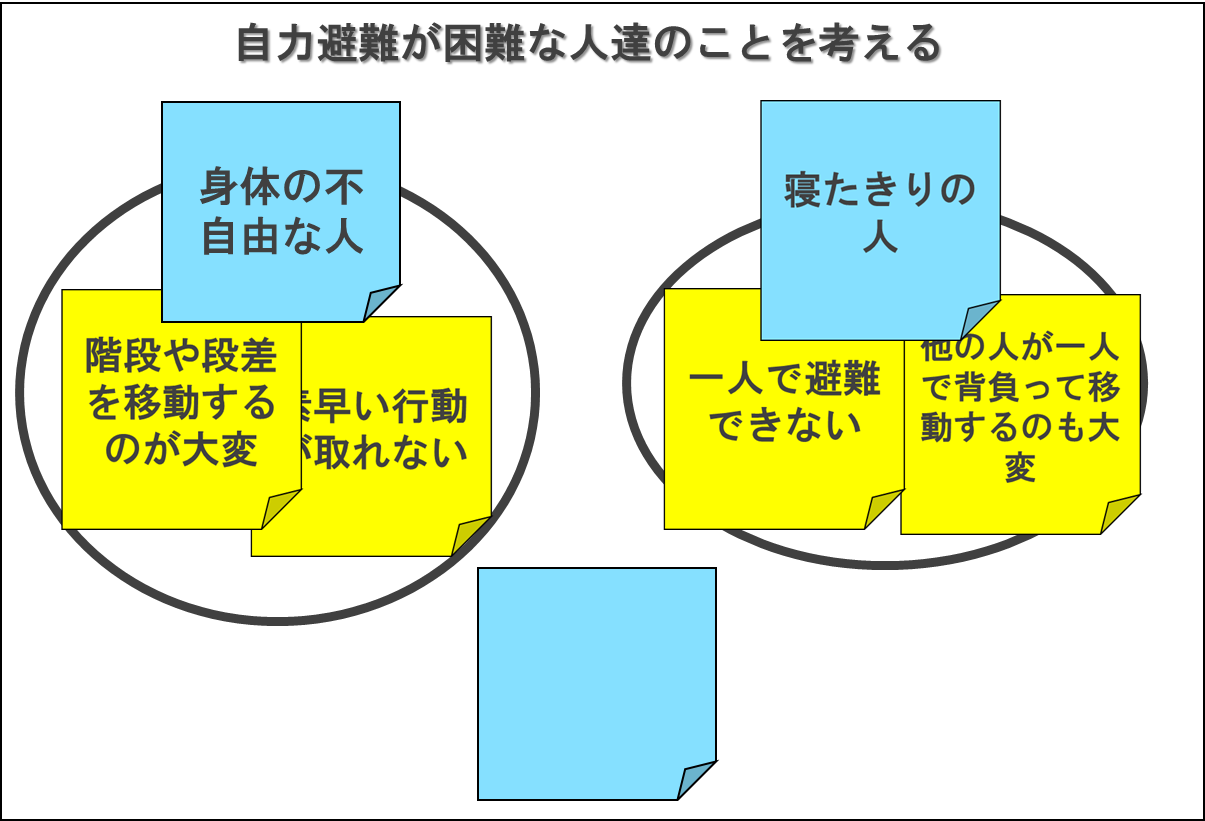 自力避難が困難な人達のことを考える
身体の不
自由な人
階段や段差
を移動する
のが大変
素早い行動
が取れない
寝たきりの
人
一人で避難
できない
他の人が一人
で背負って移
動するのも大
変